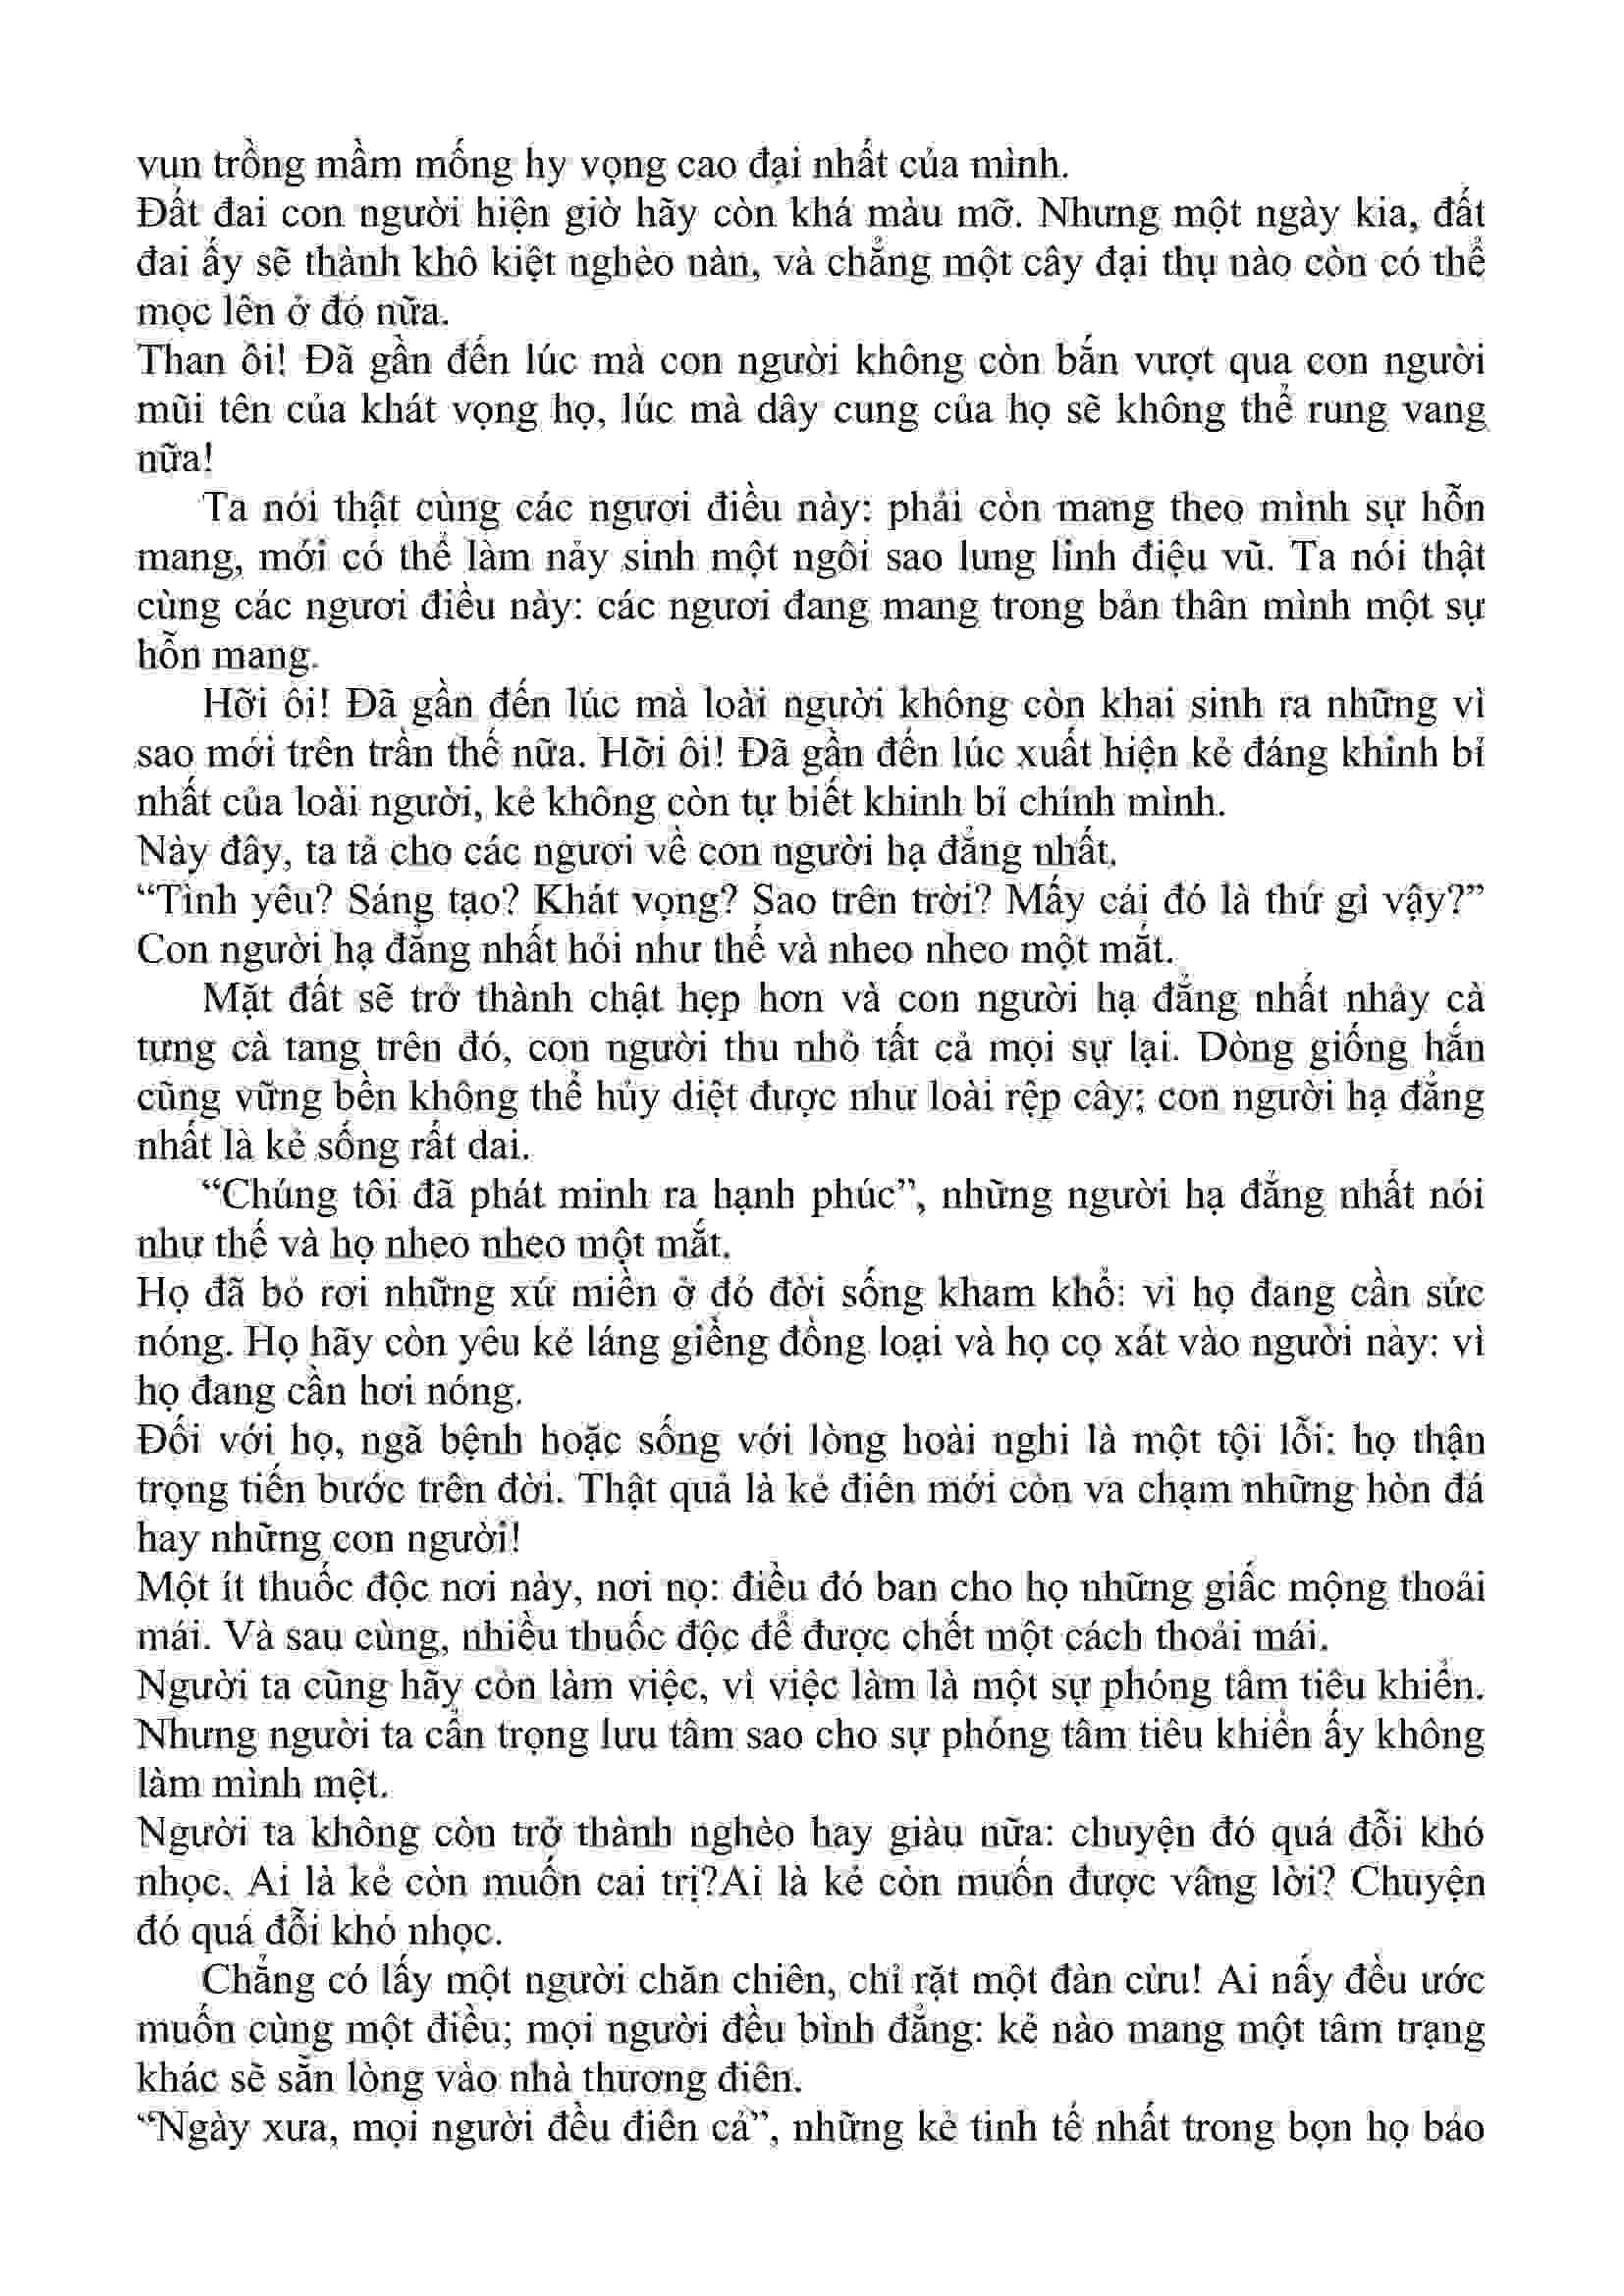 vun trồng mầm mống hy vọng cao đại nhất của mình.
Đất đai con người hiện giờ hãy còn khá màu mỡ. Nhưng một ngày kia, đất
đai ấy sẽ thành khô kiệt nghèo nàn, và chẳng một cây đại thụ nào còn có thể
mọc lên ở đó nữa.
Than ôi! Đã gần đến lúc mà con người không còn bắn vượt qua con người
mũi tên của khát vọng họ, lúc mà dây cung của họ sẽ không thể rung vang
nữa!
Ta nói thật cùng các ngươi điều này: phải còn mang theo mình sự hỗn
mang, mới có thể làm nảy sinh một ngôi sao lung linh điệu vũ. Ta nói thật
cùng các ngươi điều này: các ngươi đang mang trong bản thân mình một sự
hỗn mang.
Hỡi ôi! Đã gần đến lúc mà loài người không còn khai sinh ra những vì
sao mới trên trần thế nữa. Hỡi ôi! Đã gần đến lúc xuất hiện kẻ đáng khinh bỉ
nhất của loài người, kẻ không còn tự biết khinh bỉ chính mình.
Này đây, ta tả cho các ngươi về con người hạ đẳng nhất.
“Tình yêu? Sáng tạo? Khát vọng? Sao trên trời? Mấy cái đó là thứ gì vậy?”
Con người hạ đẳng nhất hỏi như thế và nheo nheo một mắt.
Mặt đất sẽ trở thành chật hẹp hơn và con người hạ đẳng nhất nhảy cà
tưng cà tang trên đó, con người thu nhỏ tất cả mọi sự lại. Dòng giống hắn
cũng vững bền không thể hủy diệt được như loài rệp cây; con người hạ đẳng
nhất là kẻ sống rất dai.
“Chúng tôi đã phát minh ra hạnh phúc”, những người hạ đẳng nhất nói
như thế và họ nheo nheo một mắt.
Họ đã bỏ rơi những xứ miền ở đó đời sống kham khổ: vì họ đang cần sức
nóng. Họ hãy còn yêu kẻ láng giềng đồng loại và họ cọ xát vào người này: vì
họ đang cần hơi nóng.
Đối với họ, ngã bệnh hoặc sống với lòng hoài nghi là một tội lỗi: họ thận
trọng tiến bước trên đời. Thật quả là kẻ điên mới còn va chạm những hòn đá
hay những con người!
Một ít thuốc độc nơi này, nơi nọ: điều đó ban cho họ những giấc mộng thoải
mái. Và sau cùng, nhiều thuốc độc để được chết một cách thoải mái.
Người ta cũng hãy còn làm việc, vì việc làm là một sự phóng tâm tiêu khiển.
Nhưng người ta cẩn trọng lưu tâm sao cho sự phóng tâm tiêu khiển ấy không
làm mình mệt.
Người ta không còn trở thành nghèo hay giàu nữa: chuyện đó quá đỗi khó
nhọc. Ai là kẻ còn muốn cai trị?Ai là kẻ còn muốn được vâng lời? Chuyện
đó quá đỗi khó nhọc.
Chẳng có lấy một người chăn chiên, chỉ rặt một đàn cừu! Ai nấy đều ước
muốn cùng một điều; mọi người đều bình đẳng: kẻ nào mang một tâm trạng
khác sẽ sẵn lòng vào nhà thương điên.
“Ngày xưa, mọi người đều điên cả”, những kẻ tinh tế nhất trong bọn họ bảo